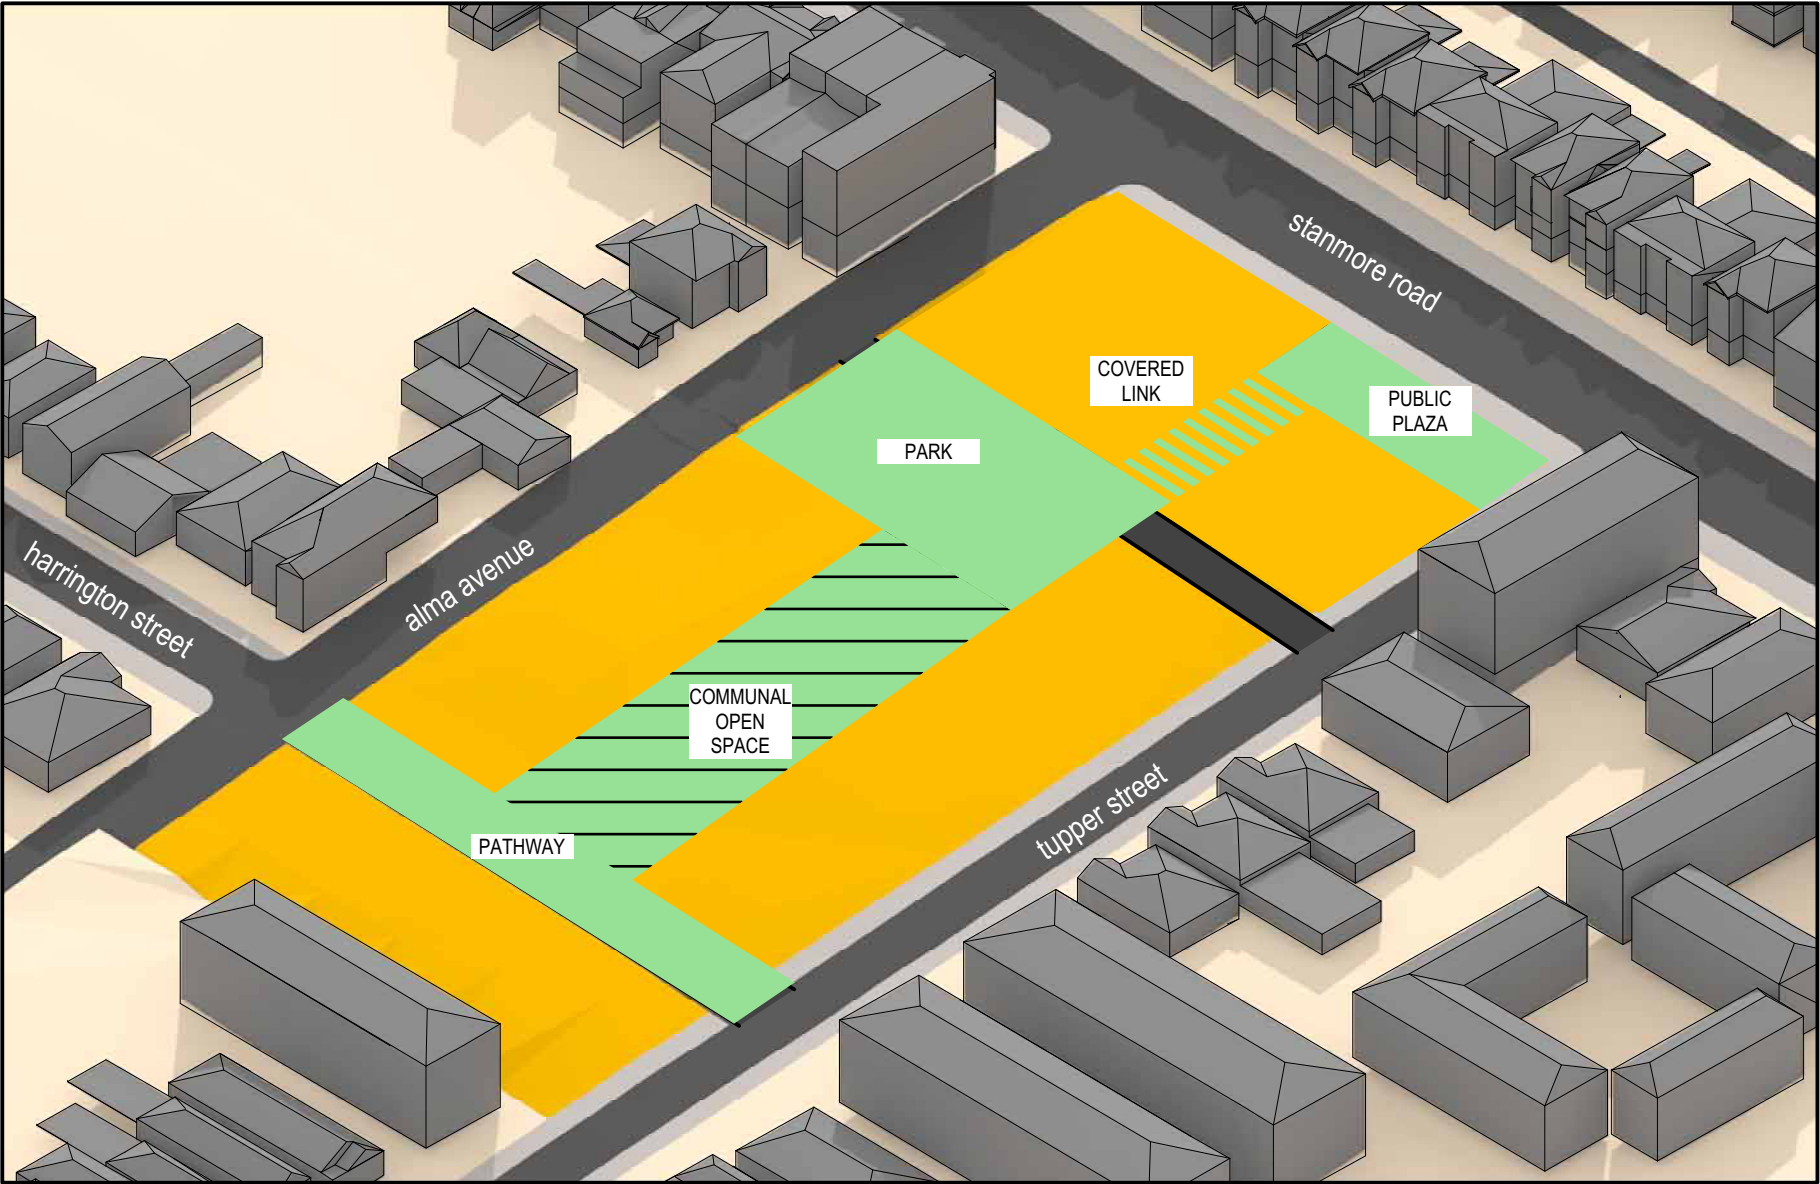 stanmore road
COVERED
LINK
PUBLIC
PLAZA
PARK
harrington street
alma avenue
COMMUNAL
OPEN
SPACE
tupper street
PATHWAY